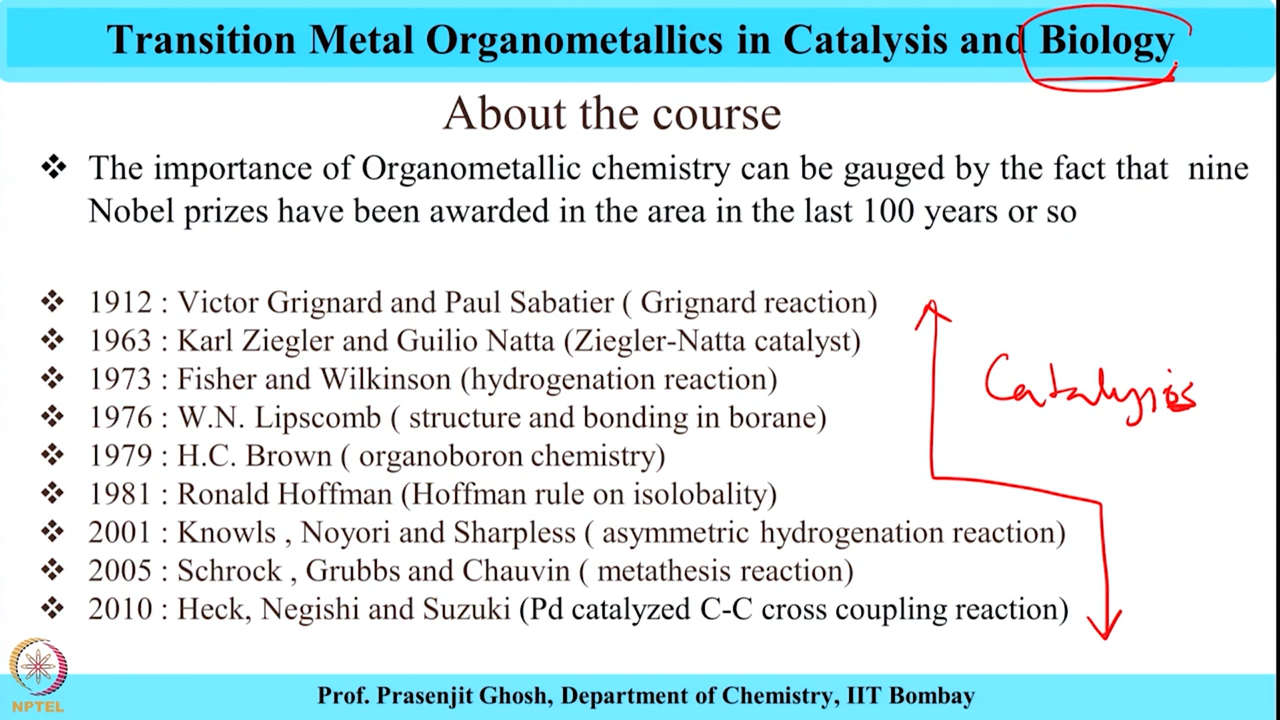 Transition Metal Organometallics in Catalysis and Biology
About the course
❖ The importance of Organometallic chemistry can be gauged by the fact that nine
Nobel prizes have been awarded in the area in the last 100 years or so
❖ 1912 : Victor Grignard and Paul Sabatier ( Grignard reaction)
❖ 1963 : Karl Ziegler and Guilio Natta (Ziegler-Natta catalyst)
❖ 1973 : Fisher and Wilkinson (hydrogenation reaction)
❖ 1976 : W.N. Lipscomb ( structure and bonding in borane)
❖ 1979 : H.C. Brown ( organoboron chemistry)
❖ 1981 : Ronald Hoffman (Hoffman rule on isolobality)
❖ 2001 : Knowls , Noyori and Sharpless ( asymmetric hydrogenation reaction)
❖ 2005 : Schrock , Grubbs and Chauvin ( metathesis reaction)
❖ 2010 : Heck, Negishi and Suzuki (Pd catalyzed C-C cross coupling reaction)
Catalysis
NPTEL
Prof. Prasenjit Ghosh, Department of Chemistry, IIT Bombay